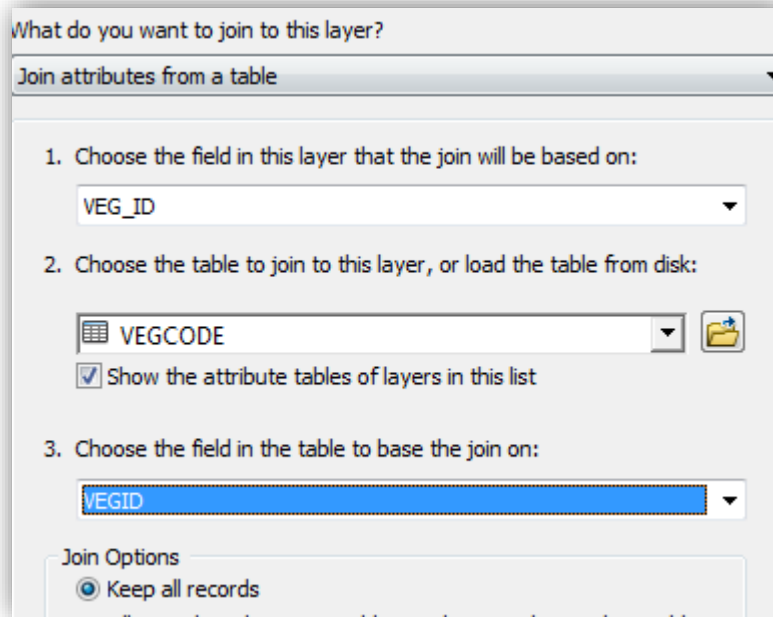 What do you want to join to this layer?
Join attributes from a table
1. Choose the field in this layer that the join will be based on:
VEG_ID
2. Choose the table to join to this layer, or load the table from disk:
VEGCODE
Show the attribute tables of layers in this list
3. Choose the field in the table to base the join on:
VEGID
Join Options
Keep all records